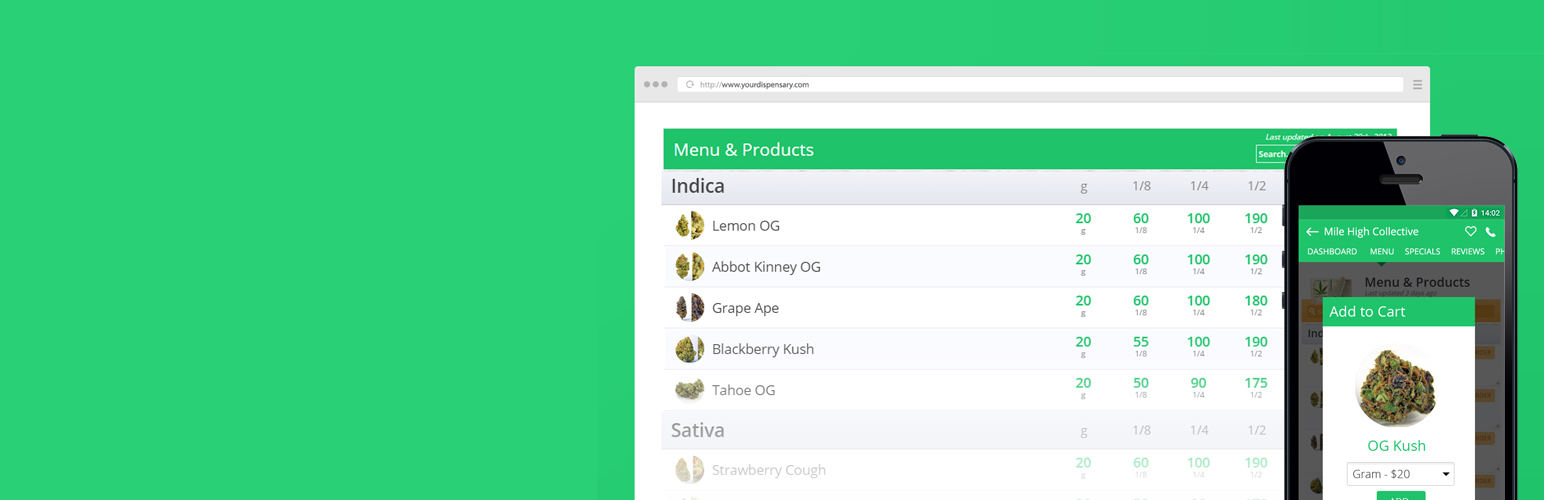 http://www.yourdispensary.com
Menu & Products
Last updated
Search
Indica g 1/8 1/4 1/2
Lemon OG 20 60 100 190
g 1/8 1/4 1/2
Abbot Kinney OG 20 60 100 190
g 1/8 1/4 1/2
Grape Ape 20 60 100 180
g 1/8 1/4 1/2
Blackberry Kush 20 55 100 190
g 1/8 1/4 1/2
Tahoe OG 20 50 90 175
g 1/8 1/4 1/2
Sativa g 1/8 1/4 1/2
Strawberry Cough 20 60 100 190
g 1/8 1/4 1/2
14:02
Mile High Collective
DASHBOARD MENU SPECIALS REVIEWS PH
Menu & Products
Last updated 3 days ago
Add to Cart
OG Kush
Gram - $20
ADD